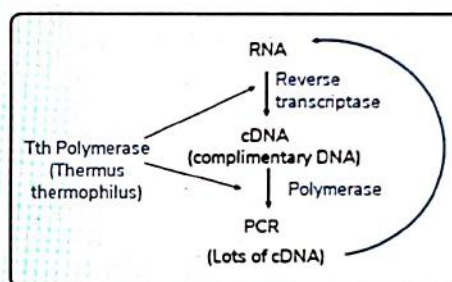 RNA
Reverse
transcriptase
Tth Polymerase
(Thermus
thermophilus)
cDNA
(complimentary DNA)
Polymerase
PCR
(Lots of cDNA)